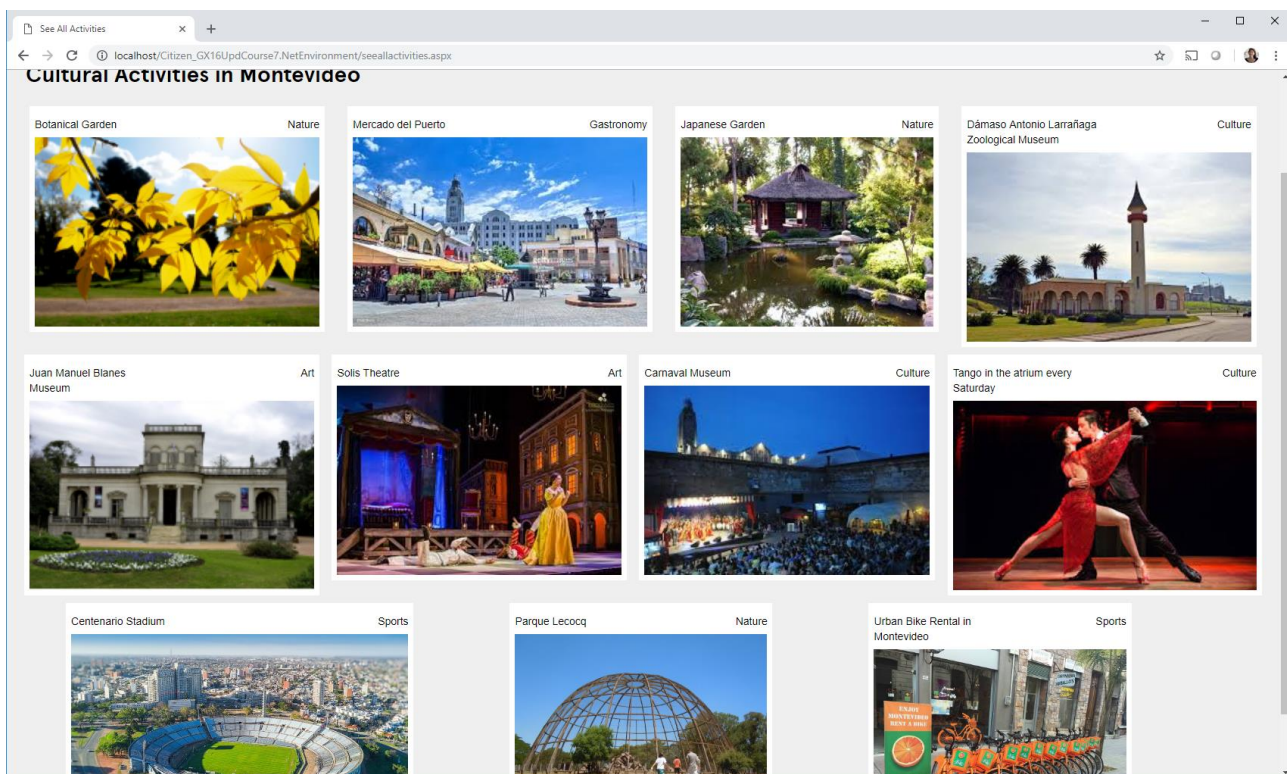 See All Activities
localhost/Citizen_GX16UpdCourse7.NetEnvironment/seeallactivities.aspx
Cultural Activities in Montevideo
Botanical Garden
Nature
Mercado del Puerto
Gastronomy
Japanese Garden
Nature
Dámaso Antonio Larrañaga
Zoological Museum
Culture
Juan Manuel Blanes
Museum
Art
Solis Theatre
Art
Carnaval Museum
Culture
Tango in the atrium every
Saturday
Culture
Centenario Stadium
Sports
Parque Lecocq
Nature
Urban Bike Rental in
Montevideo
Sports
ENJOY
MONTEVIDEO
RENT A BIKE